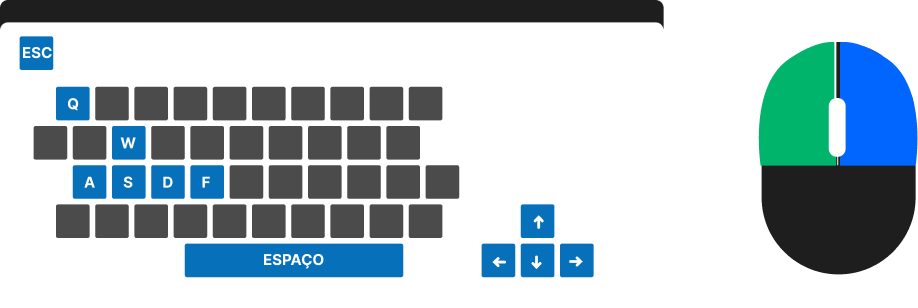 ESC
Q
W
A S D F
↑
ESPAÇO ← ↓ →